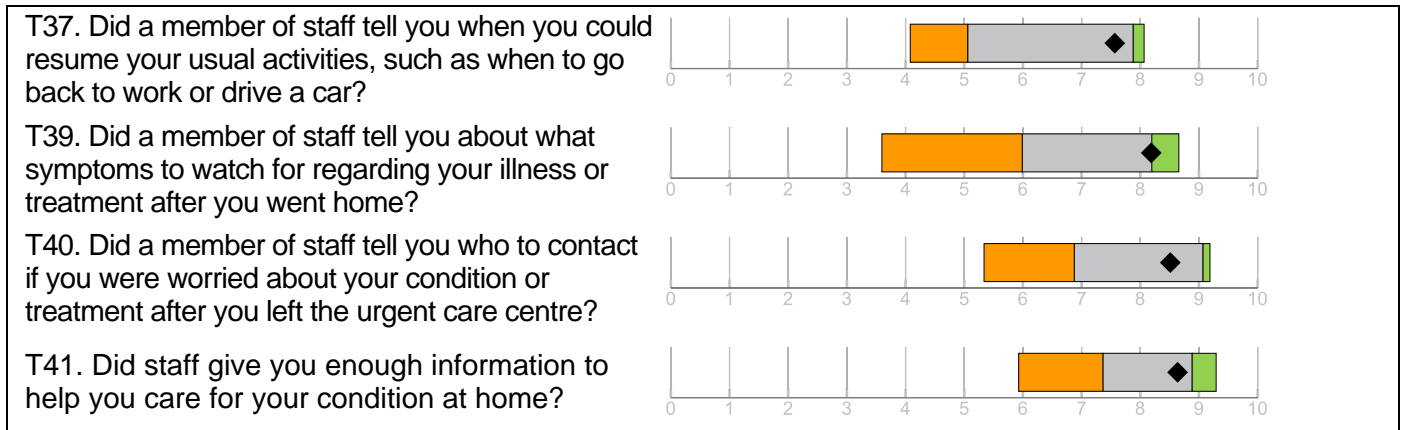 T37. Did a member of staff tell you when you could
resume your usual activities, such as when to go
back to work or drive a car?
0 1 2 3 4 5 6 7 8 9 10
T39. Did a member of staff tell you about what
symptoms to watch for regarding your illness or
treatment after you went home?
0 1 2 3 4 5 6 7 8 9 10
T40. Did a member of staff tell you who to contact
if you were worried about your condition or
treatment after you left the urgent care centre?
0 1 2 3 4 5 6 7 8 9 10
T41. Did staff give you enough information to
help you care for your condition at home?
0 1 2 3 4 5 6 7 8 9 10